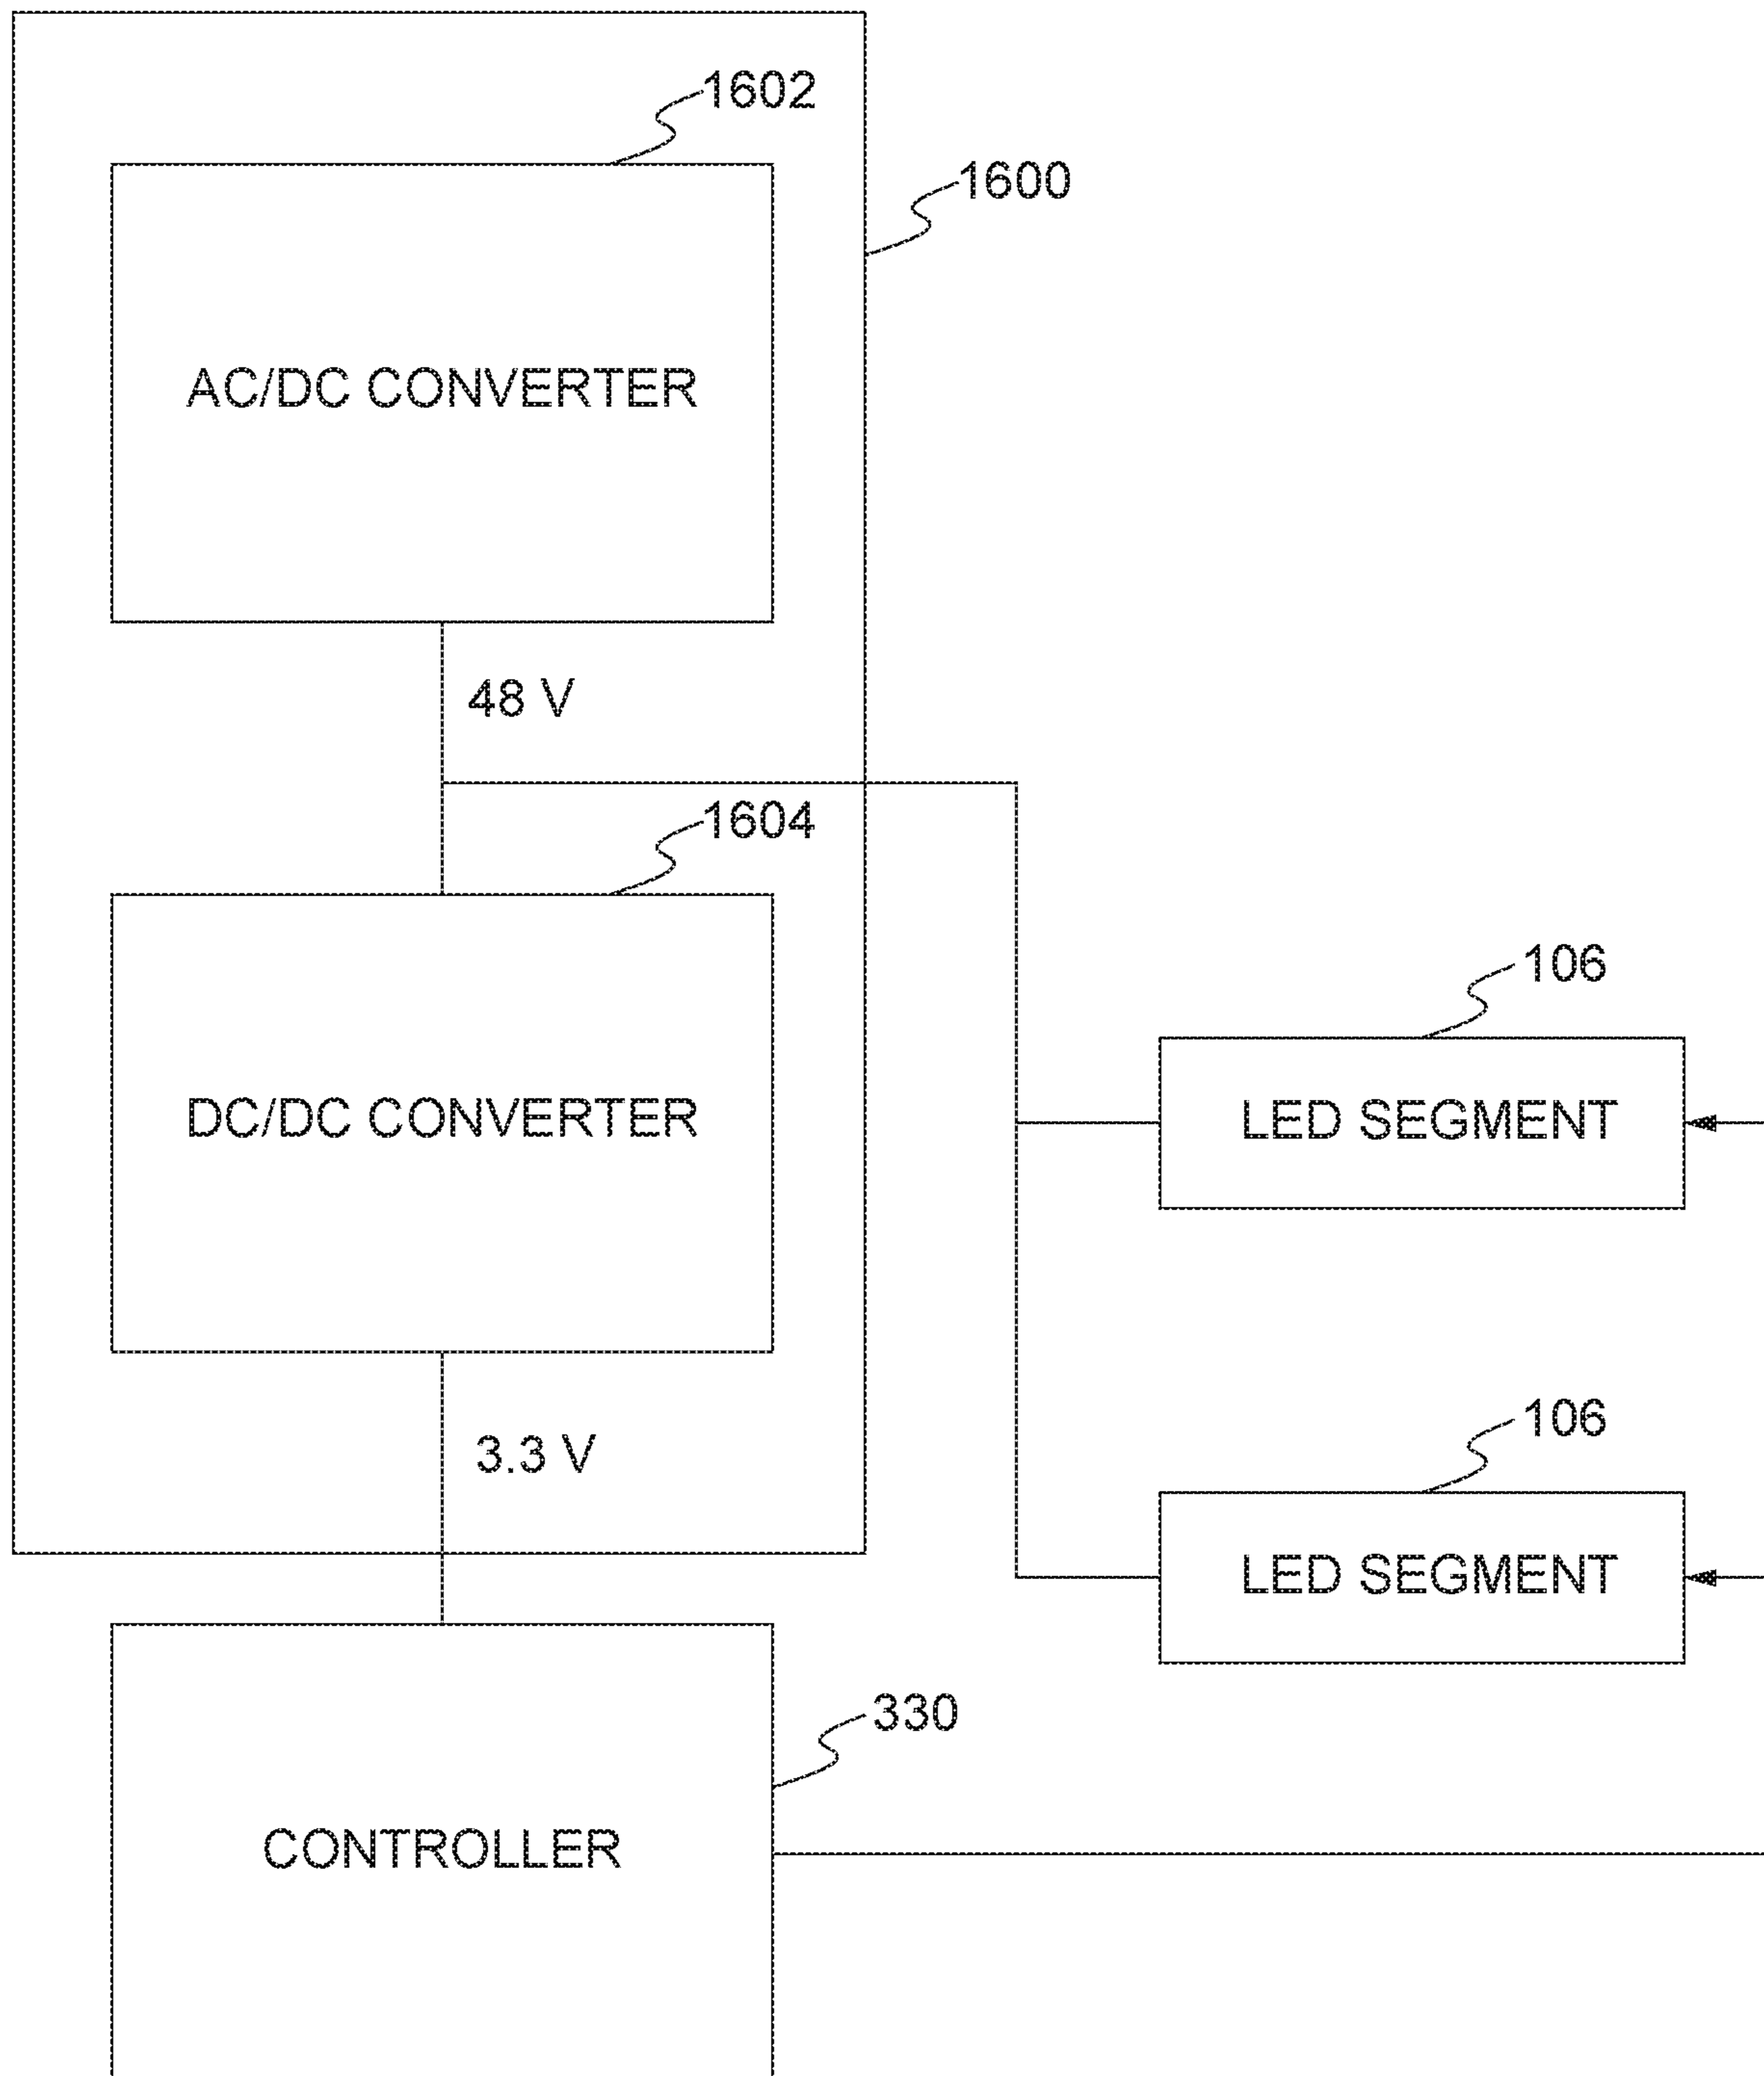 1602
1600
AC/DC CONVERTER
48 V
1604
106
DC/DC CONVERTER
LED SEGMENT
106
3.3 V
LED SEGMENT
330
CONTROLLER